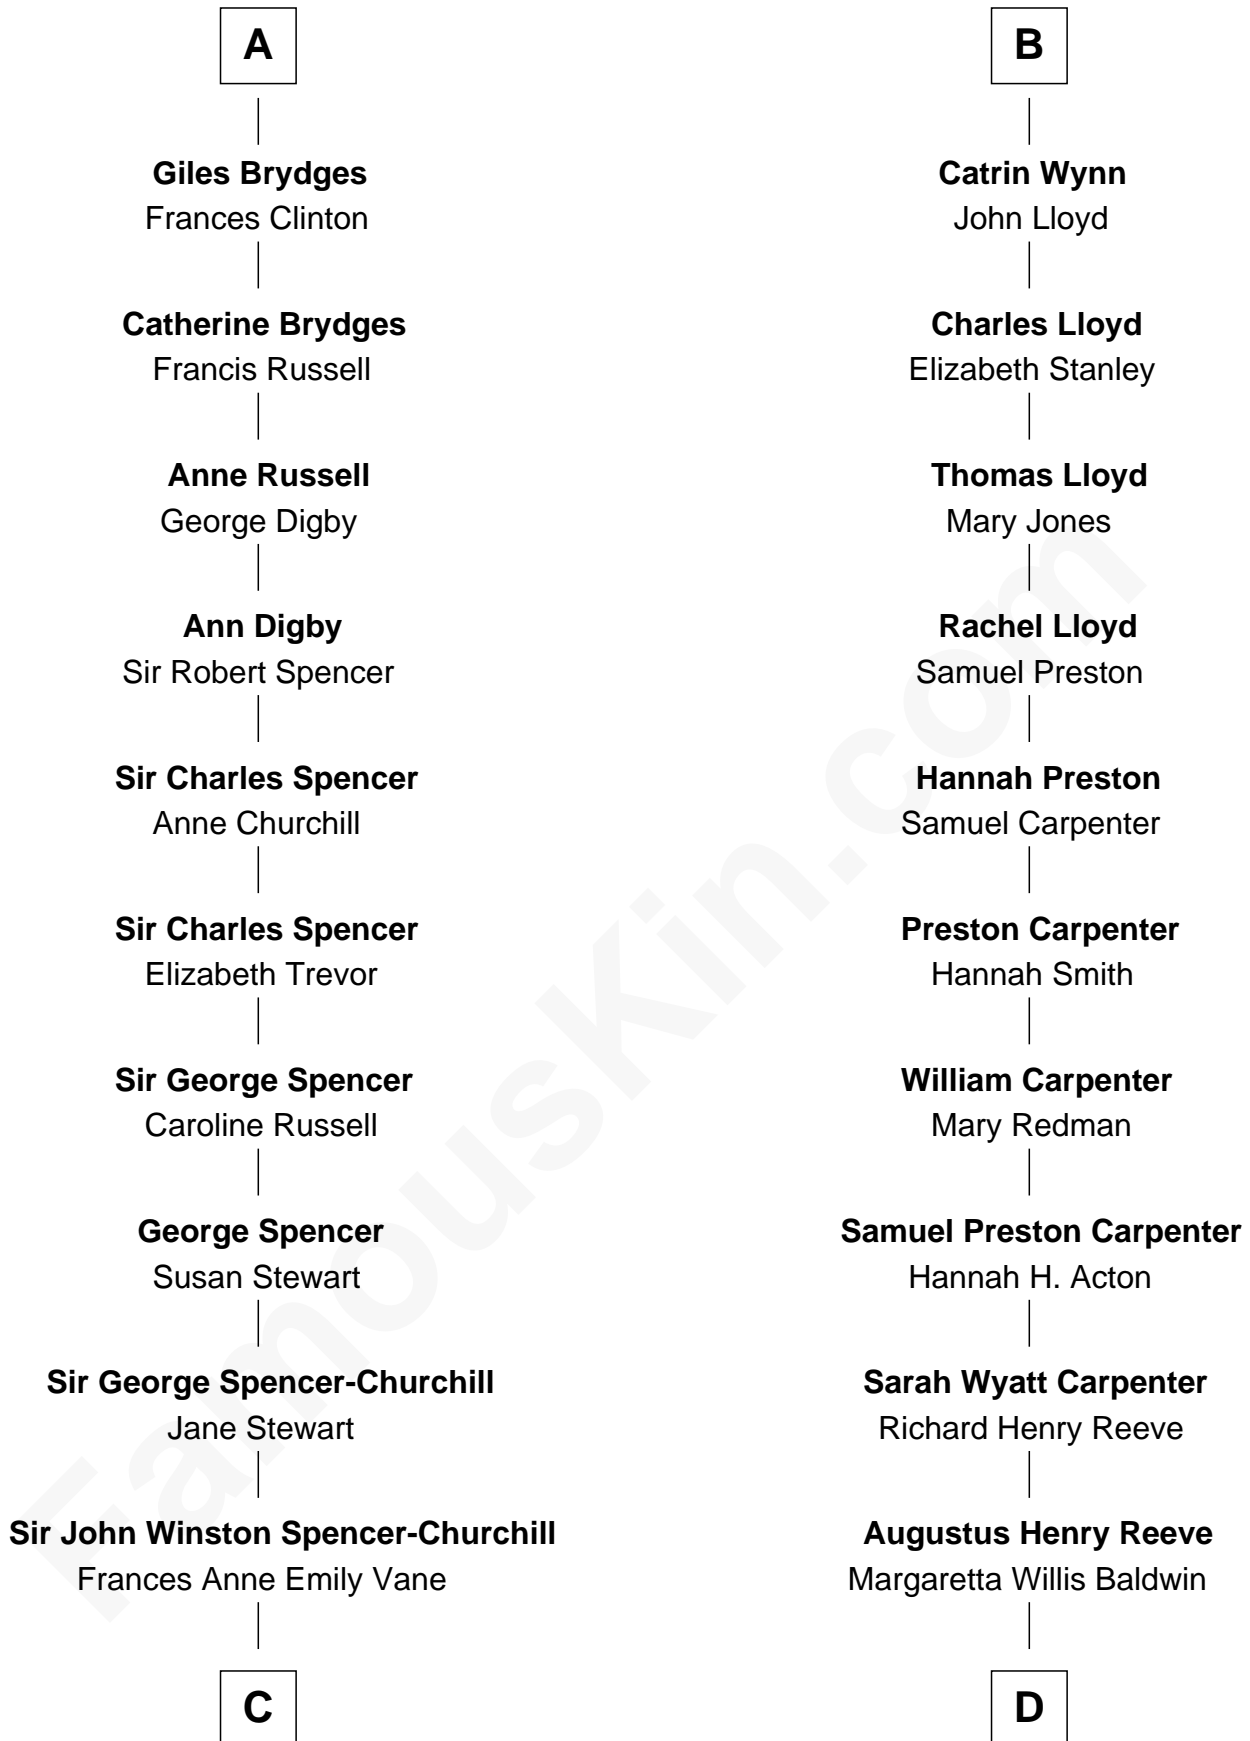 A
Giles Brydges
Frances Clinton
Catherine Brydges
Francis Russell
Anne Russell
George Digby
Ann Digby
Sir Robert Spencer
Sir Charles Spencer
Anne Churchill
Sir Charles Spencer
Elizabeth Trevor
Sir George Spencer
Caroline Russell
George Spencer
Susan Stewart
Sir George Spencer-Churchill
Jane Stewart
Sir John Winston Spencer-Churchill
Frances Anne Emily Vane
C
B
Catrin Wynn
John Lloyd
Charles Lloyd
Elizabeth Stanley
Thomas Lloyd
Mary Jones
Rachel Lloyd
Samuel Preston
Hannah Preston
Samuel Carpenter
Preston Carpenter
Hannah Smith
William Carpenter
Mary Redman
Samuel Preston Carpenter
Hannah H. Acton
Sarah Wyatt Carpenter
Richard Henry Reeve
Augustus Henry Reeve
Margaretta Willis Baldwin
D
FamousKin.com